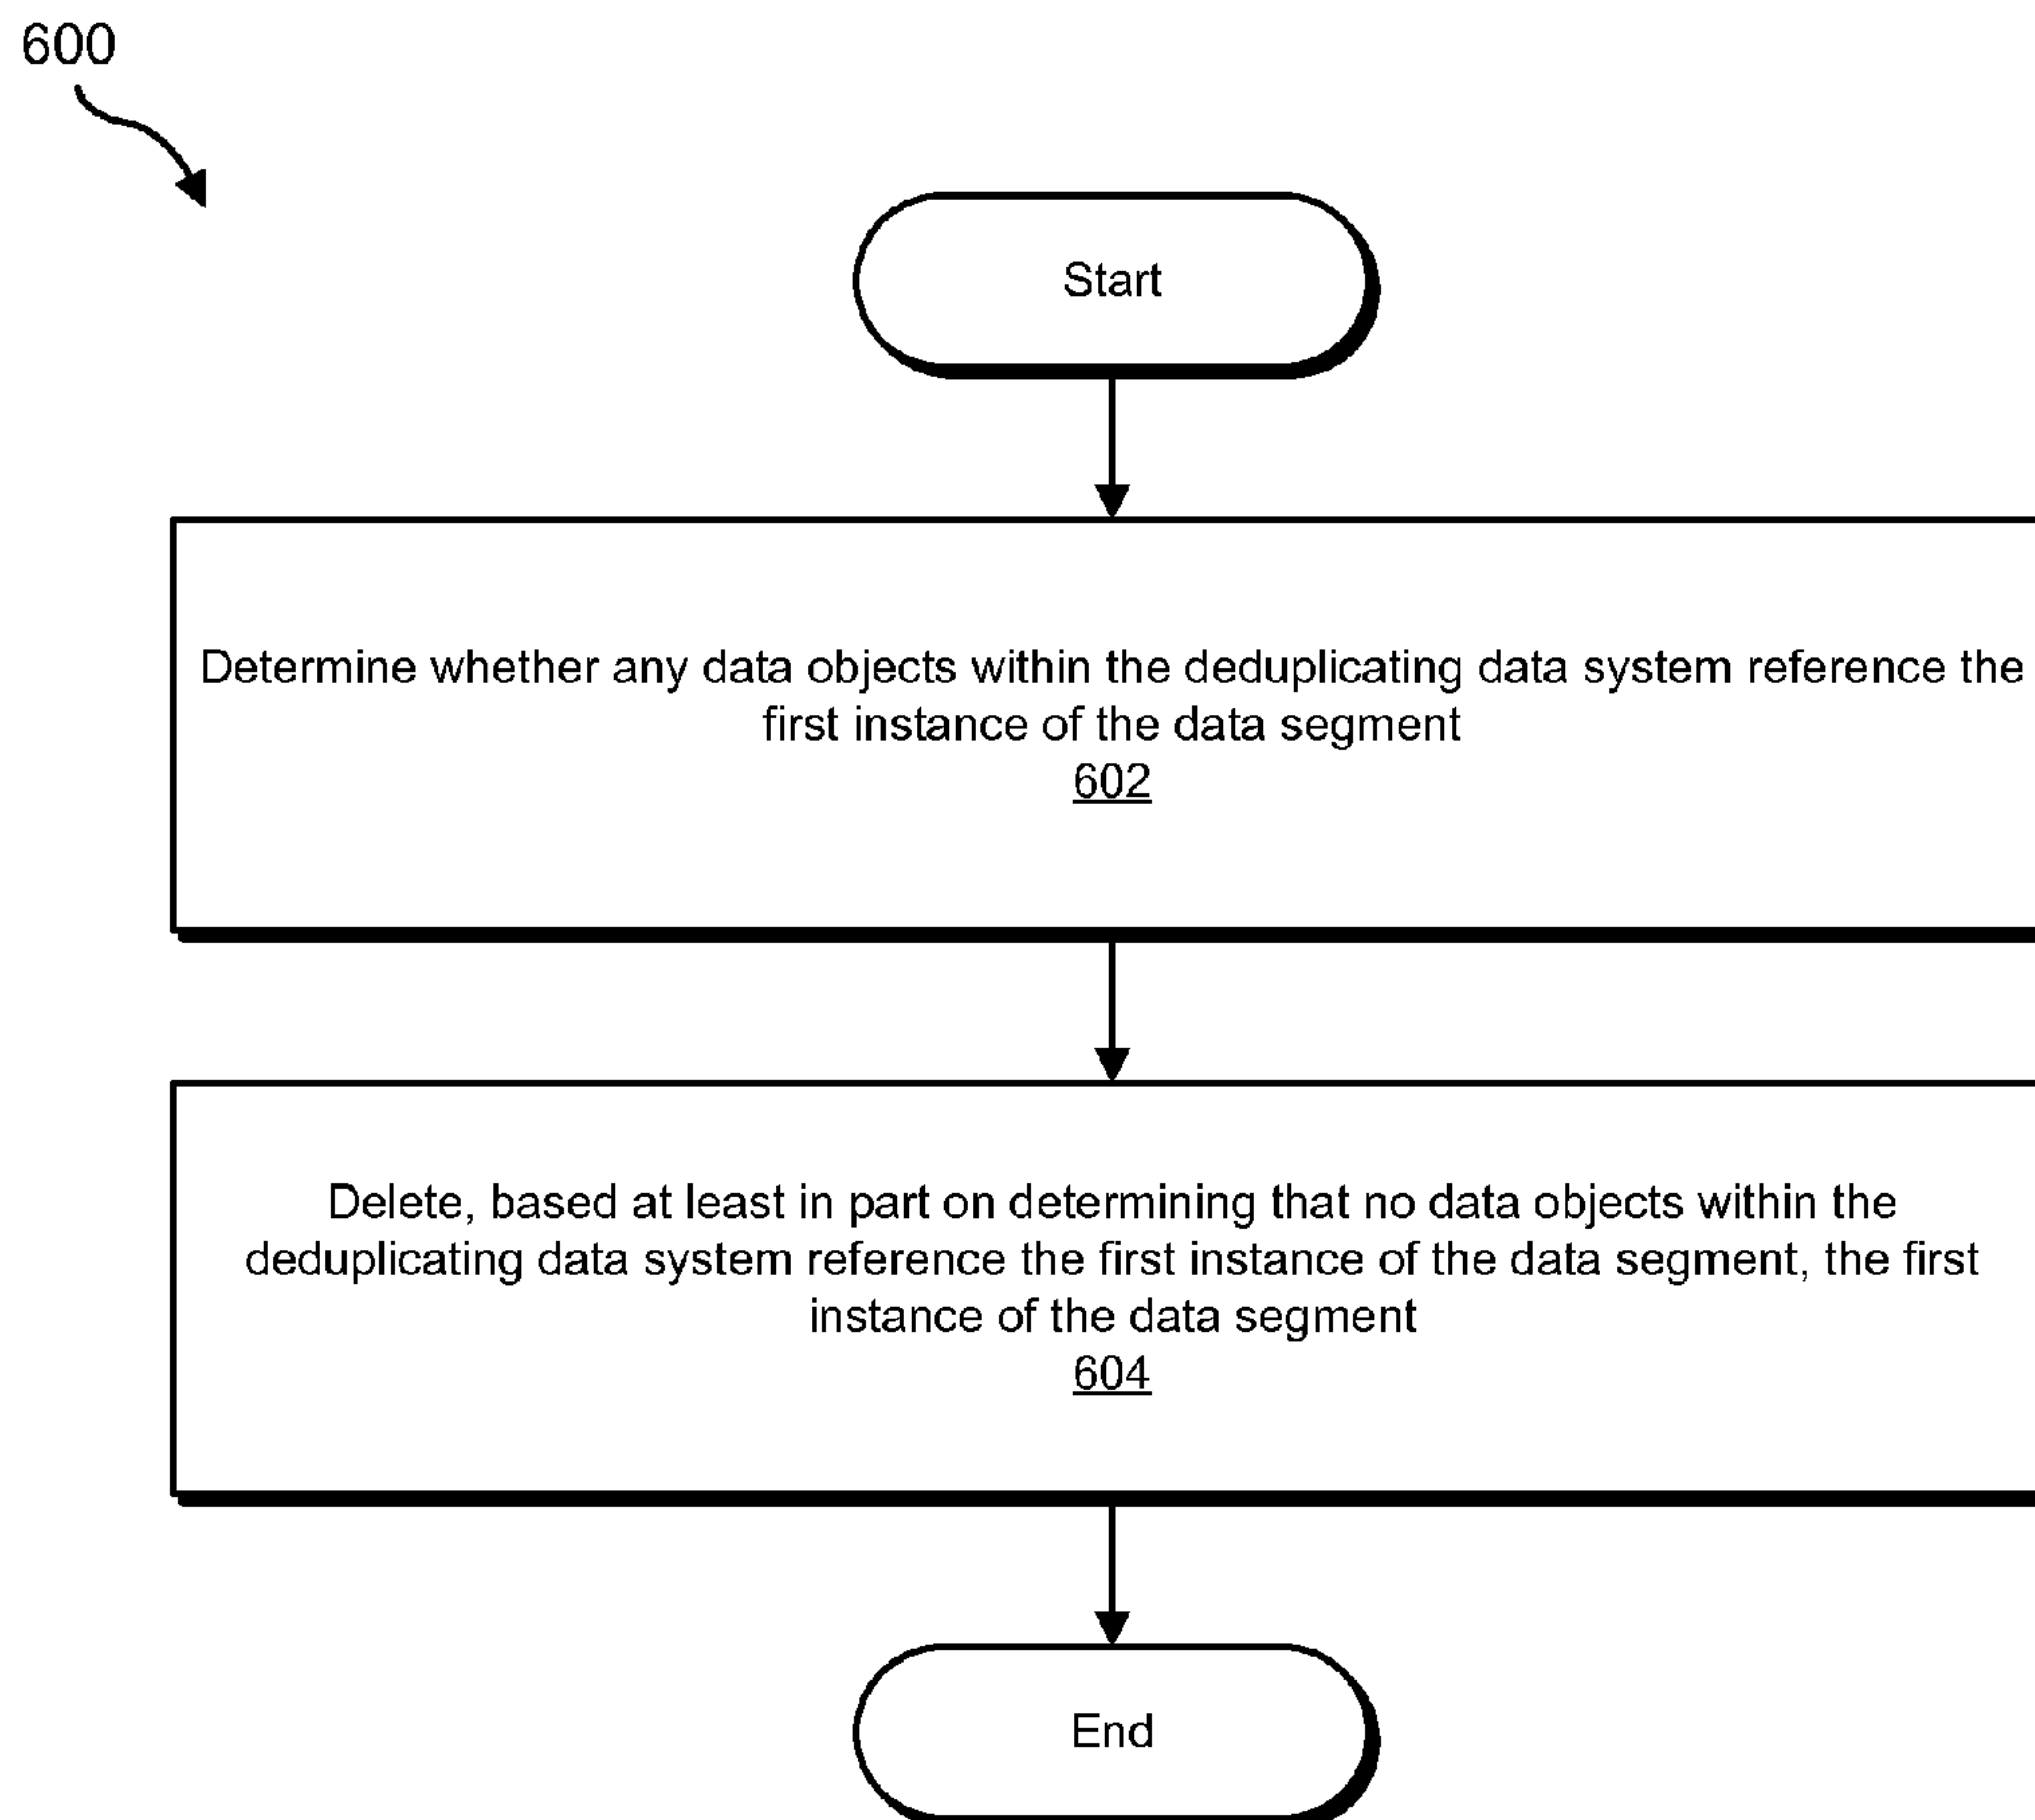 600
Start
Determine whether any data objects within the deduplicating data system reference the
first instance of the data segment
602
Delete, based at least in part on determining that no data objects within the
deduplicating data system reference the first instance of the data segment, the first
instance of the data segment
604
End